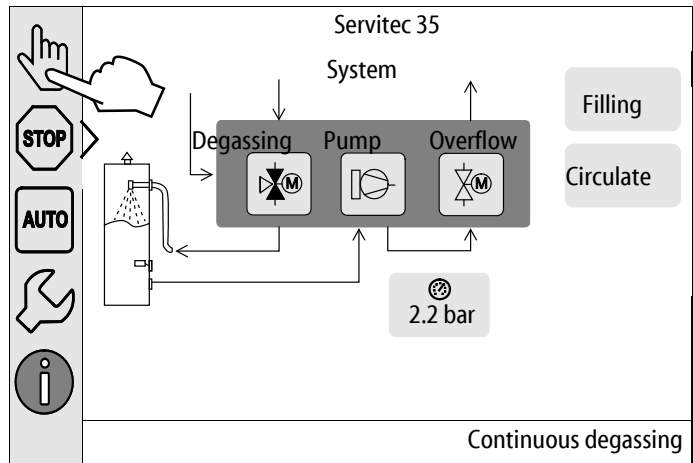 Servitec 35
System
Filling
STOP
Degassing Pump Overflow
M
M
Circulate
AUTO
2.2 bar
i
Continuous degassing